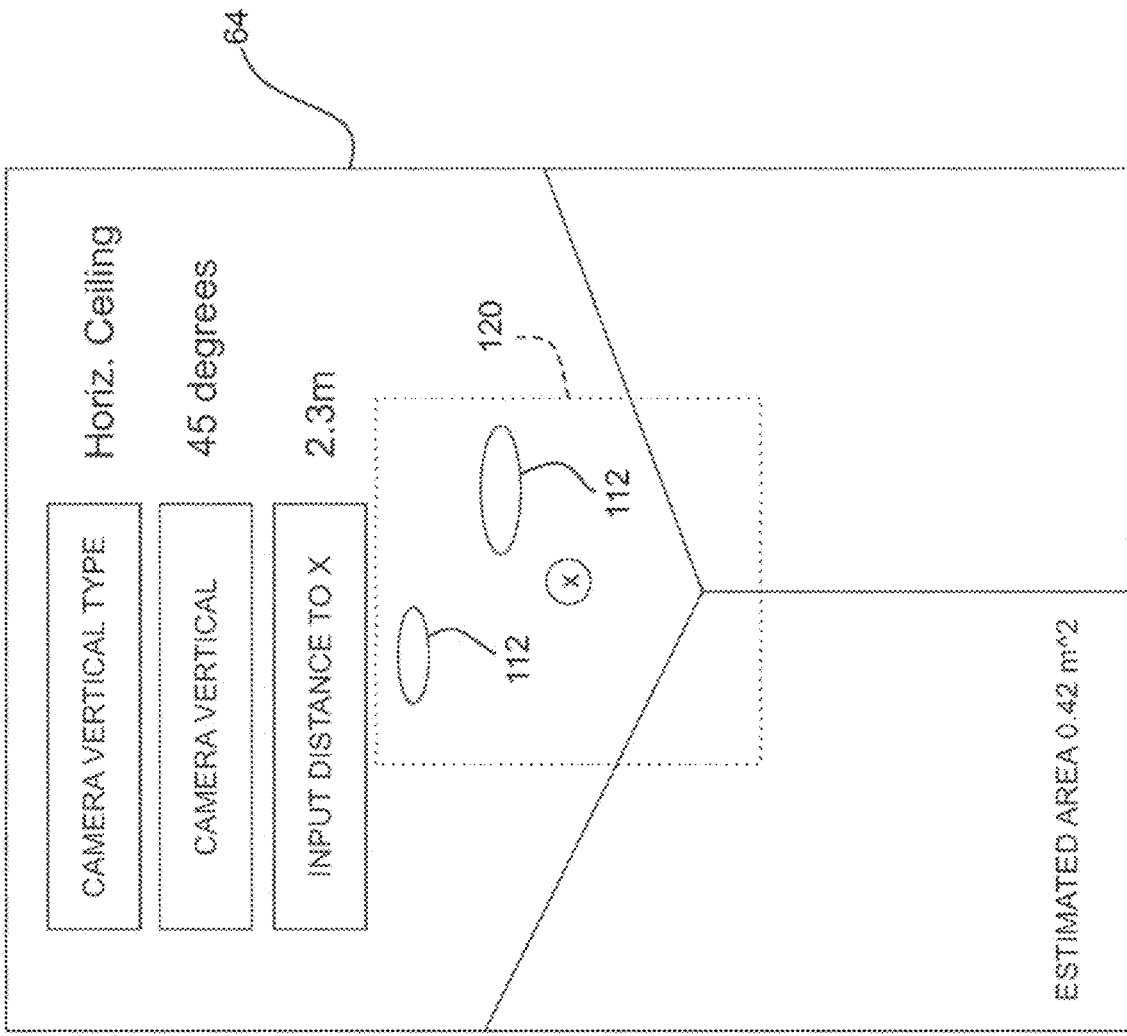 64
CAMERA VERTICAL TYPE Horiz. Ceiling
CAMERA VERTICAL 45 degrees
INPUT DISTANCE TO X 2.3m
120
112
112
X
ESTIMATED AREA 0.42 m^2